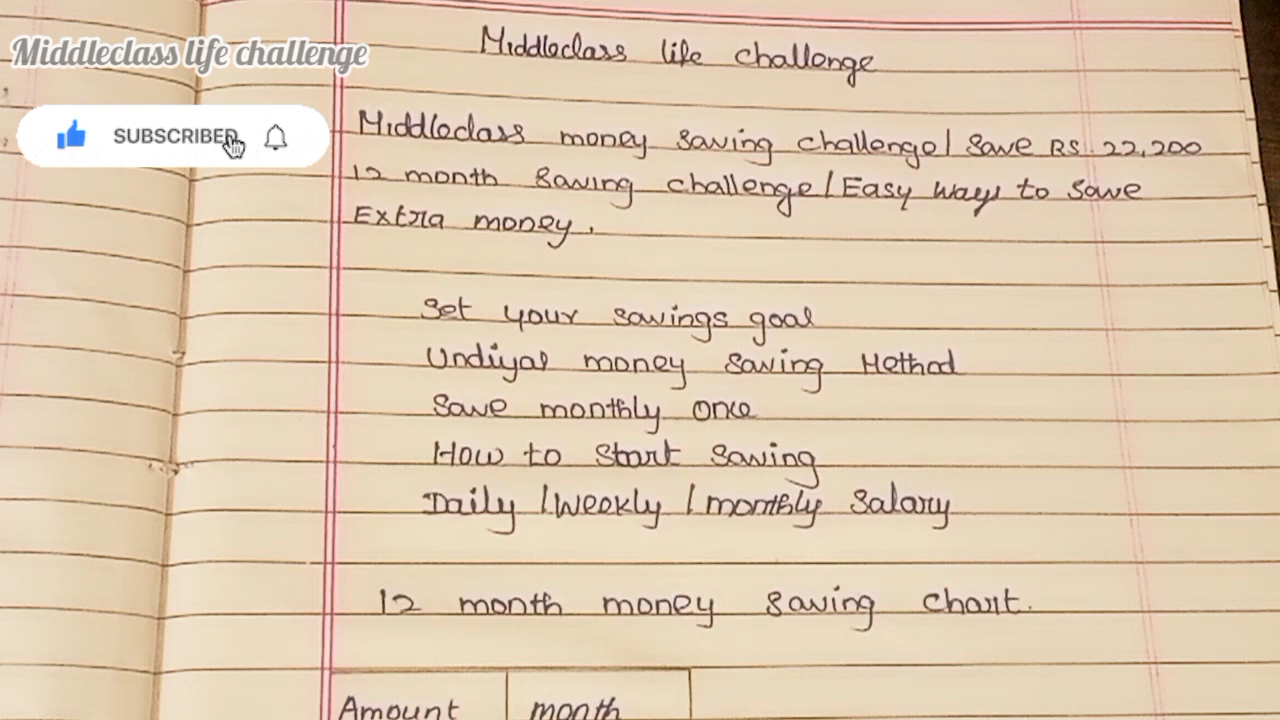 Middleclass life challenge
SUBSCRIBED
Middleclass life challenge
Middleclass money saving challenge/ Save RS 22,200
12 month saving challenge / Easy ways to save
Extra money.
Set your savings goal
Undiyal money saving Method
Save monthly once
How to start saving
Daily / Weekly / monthly salary
12 month money saving chart.
Amount month